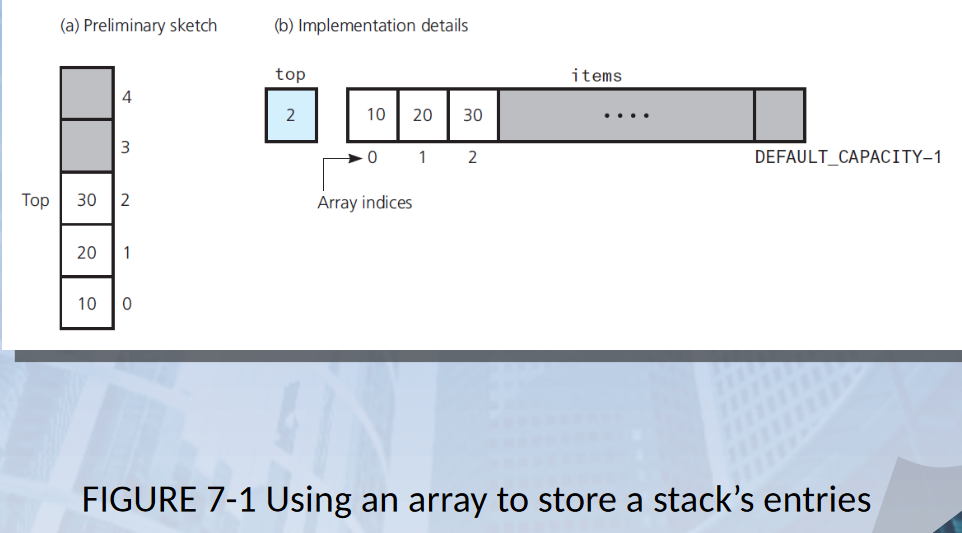 (a) Preliminary sketch
(b) Implementation details
4
3
Top 30 2
20 1
10 0
top
items
2
10 20 30 ....
0 1 2 DEFAULT_CAPACITY–1
Array indices
FIGURE 7-1 Using an array to store a stack’s entries